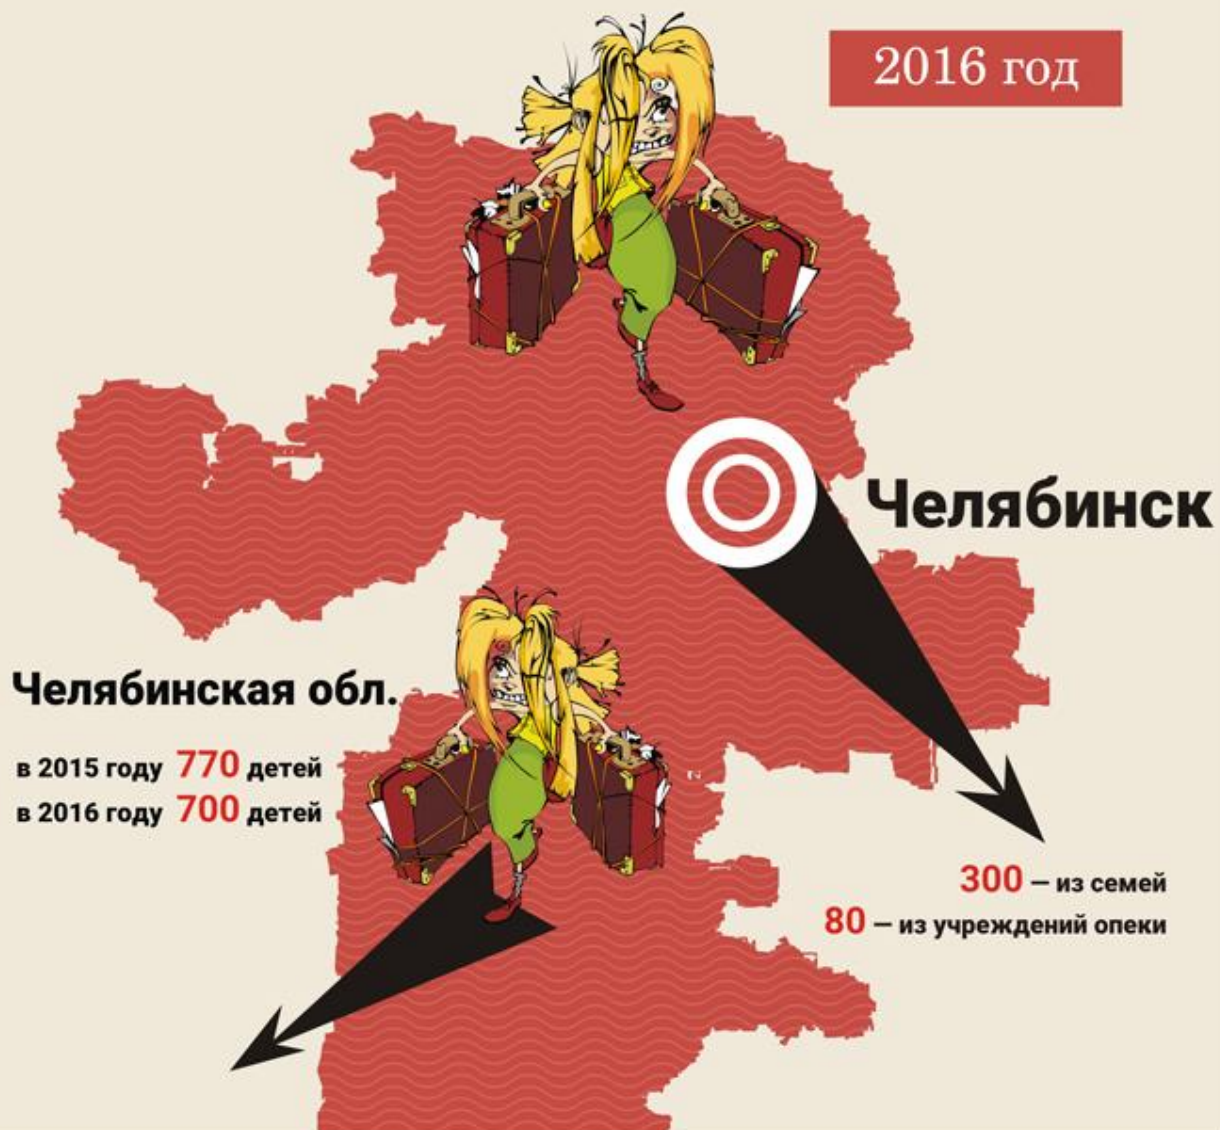 2016 год
Челябинск
Челябинская обл.
в 2015 году 770 детей
в 2016 году 700 детей
300 – из семей
80 – из учреждений опеки